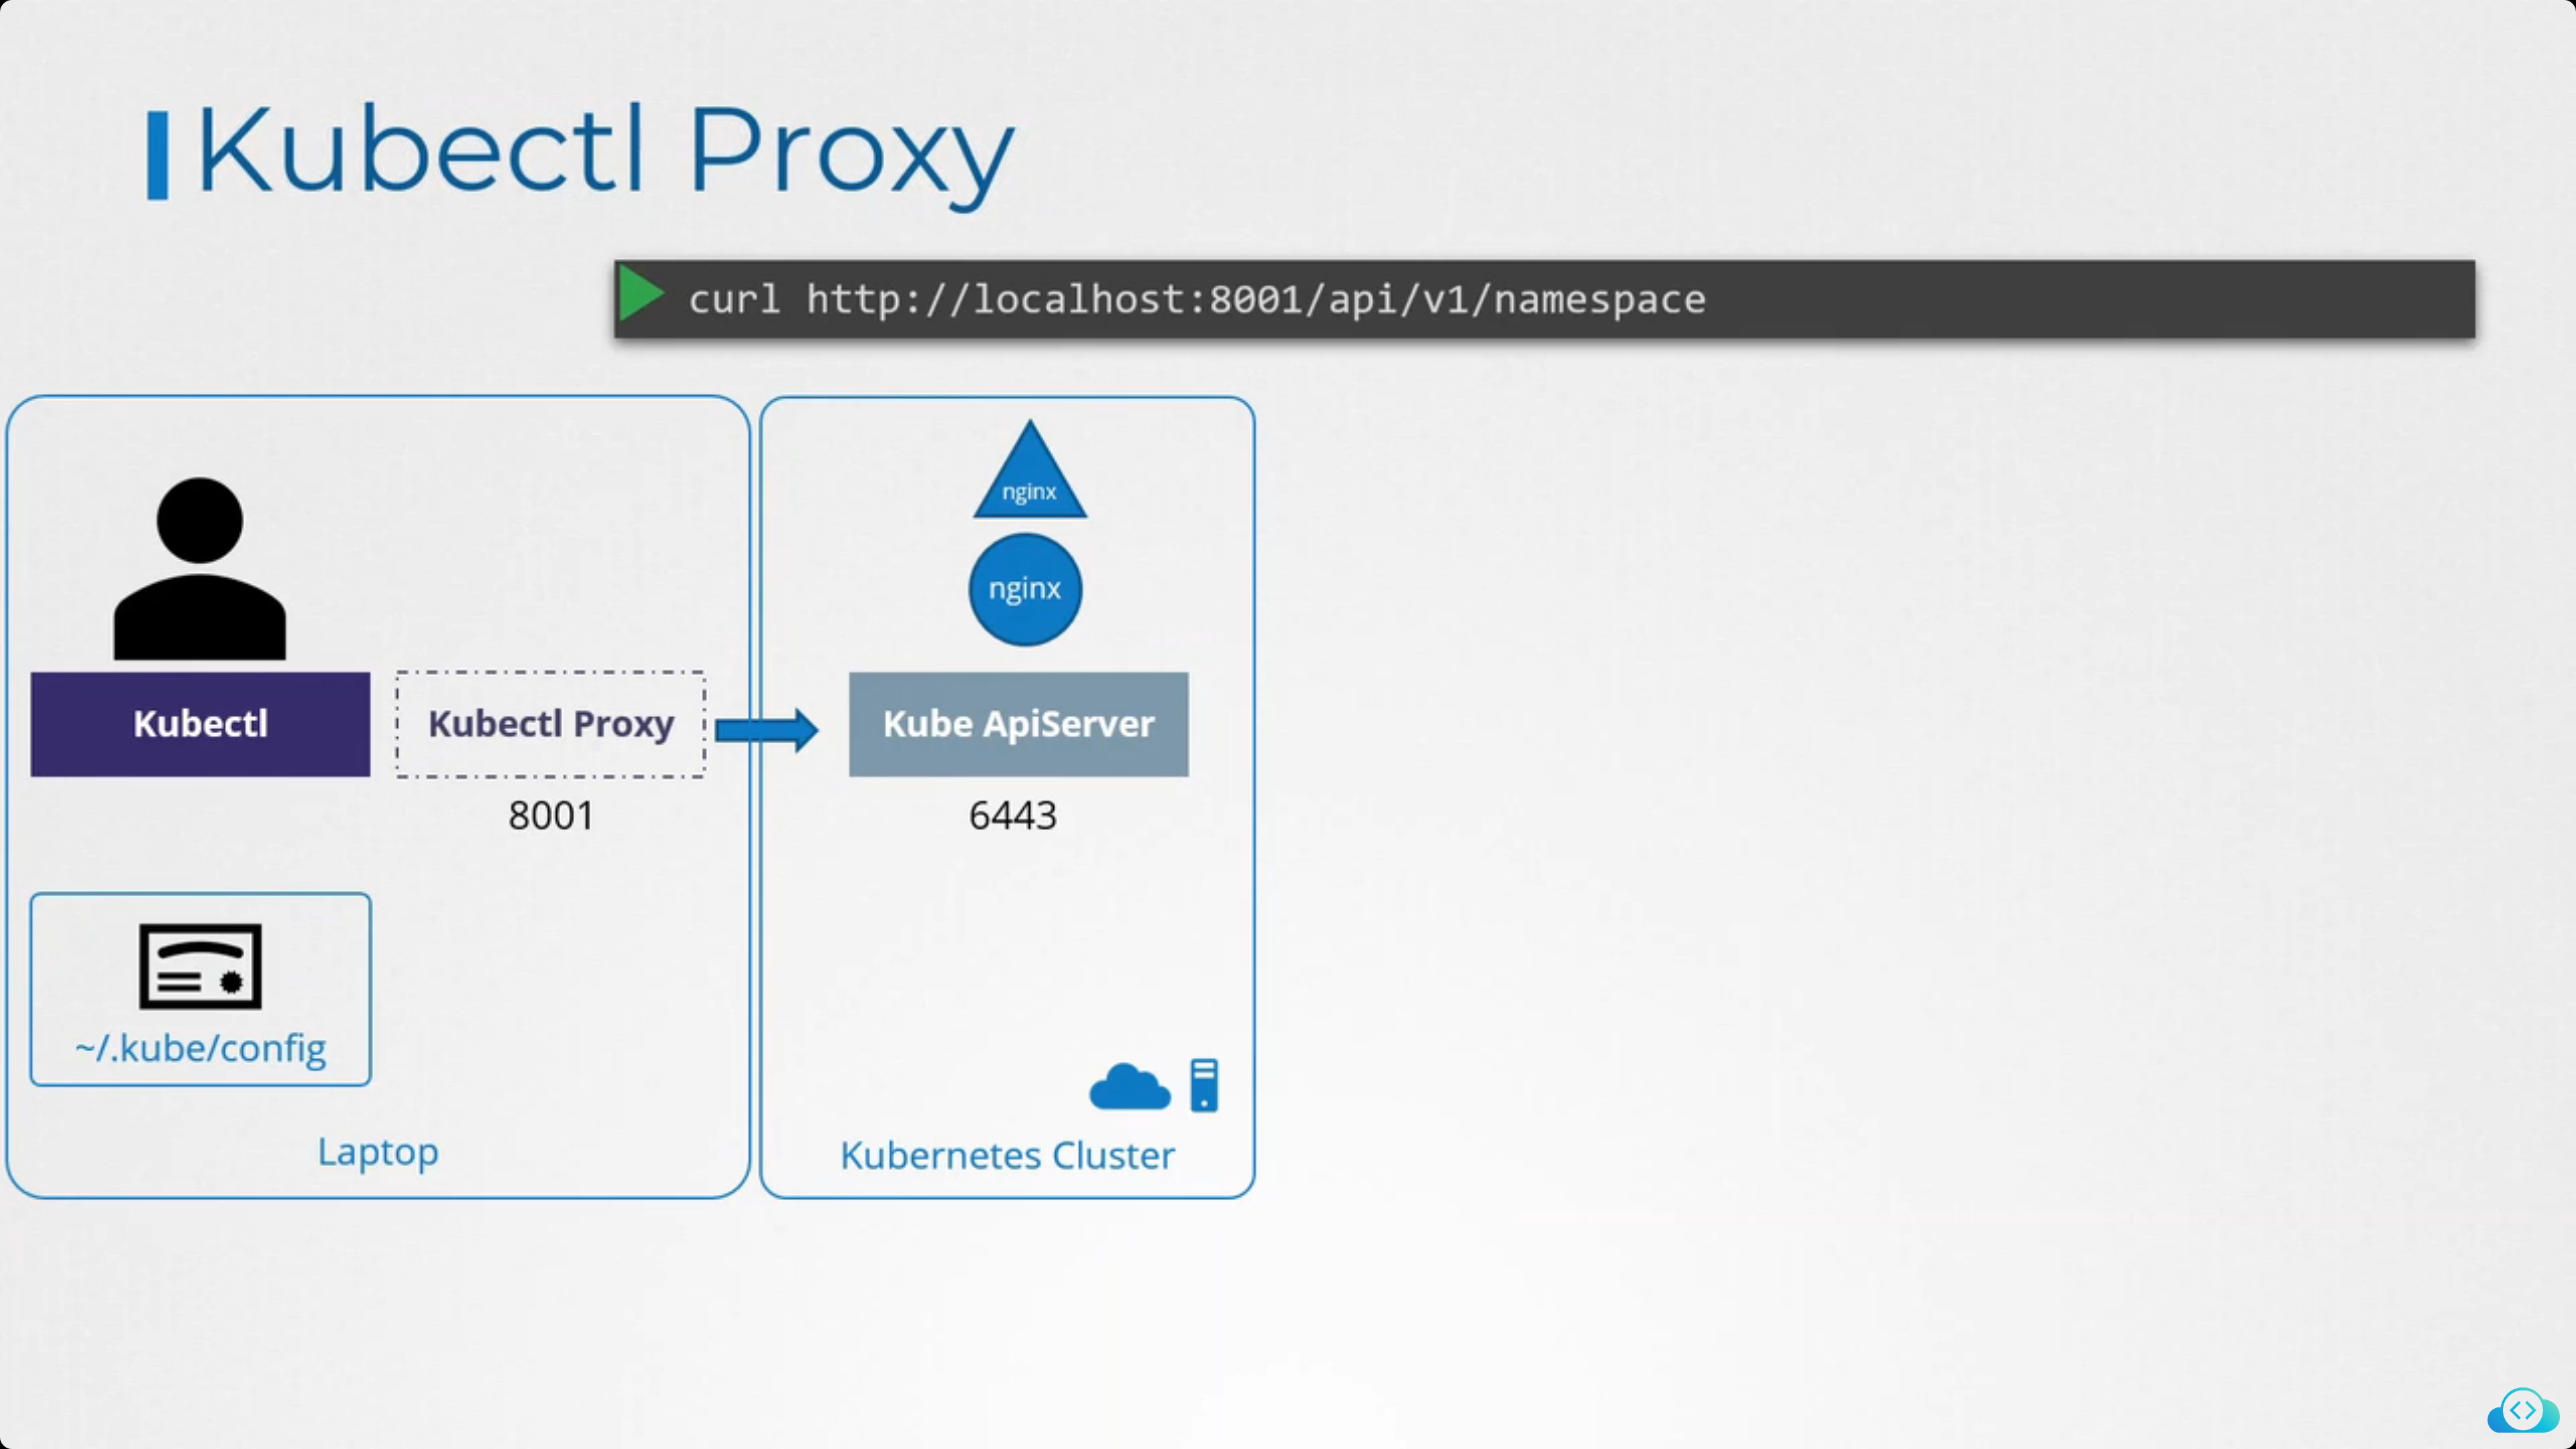 Kubectl Proxy
curl http://localhost:8001/api/v1/namespace
nginx
nginx
Kubectl
Kubectl Proxy
Kube ApiServer
8001
6443
~/.kube/config
Laptop
Kubernetes Cluster